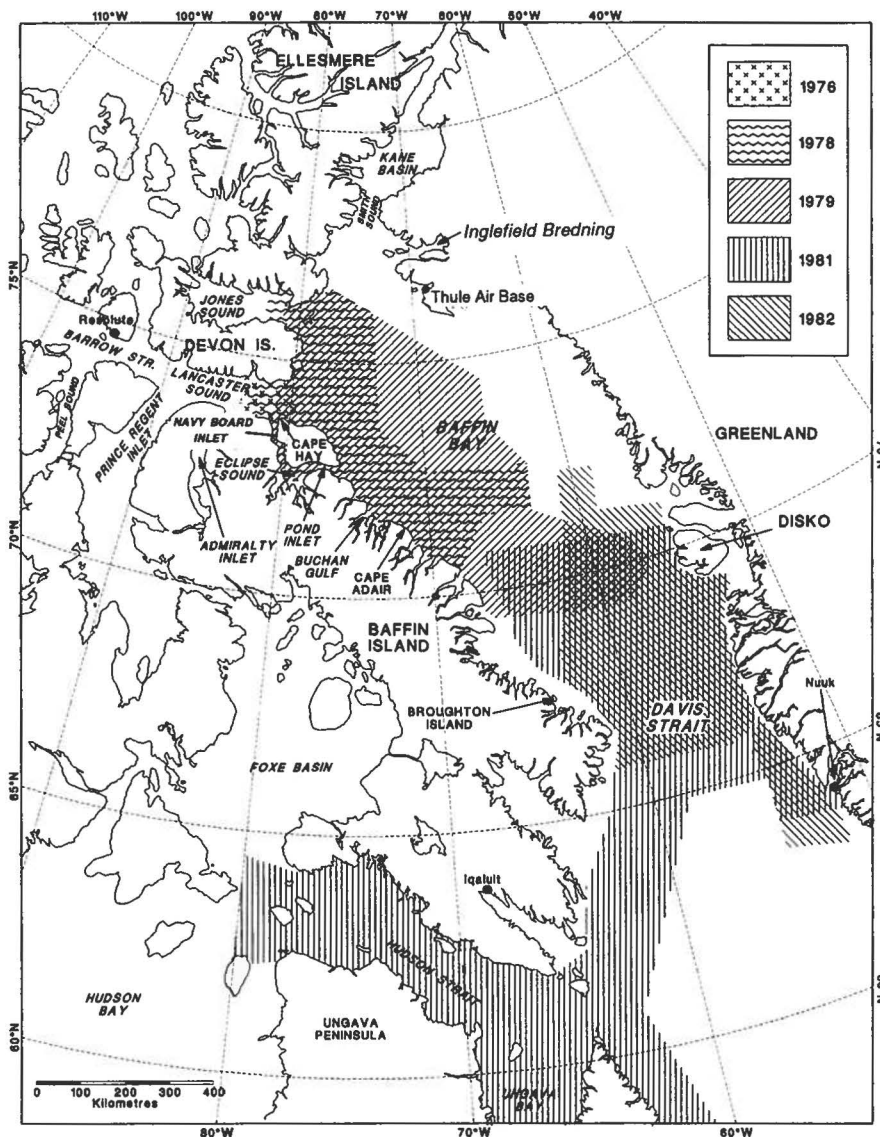 110°W
100°W
90°W
80°W
70°W
60°W
50°W
40°W
ELLESMERE
ISLAND
KANE
BASIN
SMITH
SOUND
Inglefield Bredning
Thule Air Base
1976
1978
1979
1981
1982
75°N
JONES
SOUND
Resolute
DEVON IS.
BARROW STR.
LANCASTER
SOUND
PEEL SOUND
PRINCE REGENT
INLET
NAVY BOARD
INLET
CAPE
HAY
ECLIPSE
SOUND
BAFFIN
BAY
GREENLAND
70°N
ADMIRALTY
INLET
POND
INLET
BUCHAN
GULF
CAPE
ADAIR
DISKO
BAFFIN
ISLAND
BROUGHTON
ISLAND
DAVIS
STRAIT
Nuuk
FOXE BASIN
65°N
Iqaluit
HUDSON STRAIT
HUDSON
BAY
UNGAVA
PENINSULA
60°N
UNGAVA
BAY
0 100 200 300 400
Kilometres
80°W
70°W
60°W